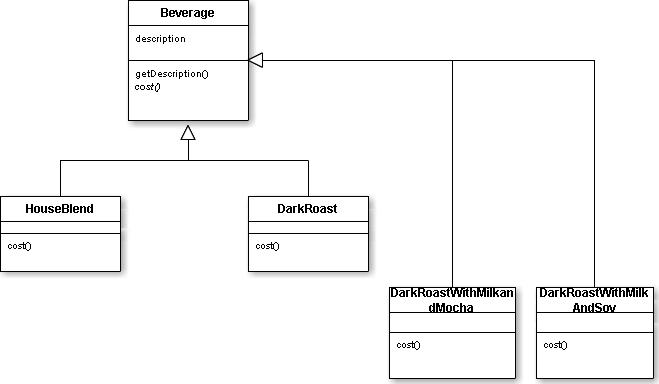 Beverage
description
getDescription()
cost()
HouseBlend
cost()
DarkRoast
cost()
DarkRoastWithMilkan
dMocha
cost()
DarkRoastWithMilk
AndSoy
cost()